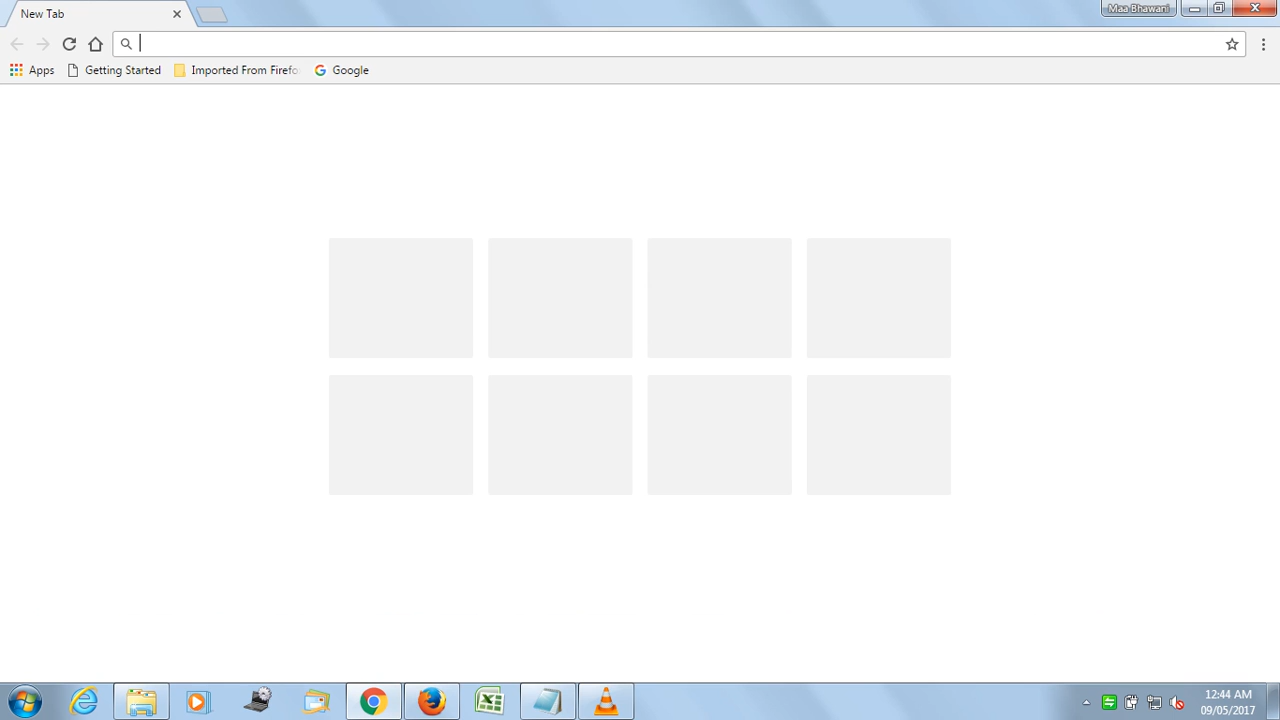 New Tab
Maa Bhawani
Apps
Getting Started
Imported From Firefo
Google
12:44 AM
09/05/2017